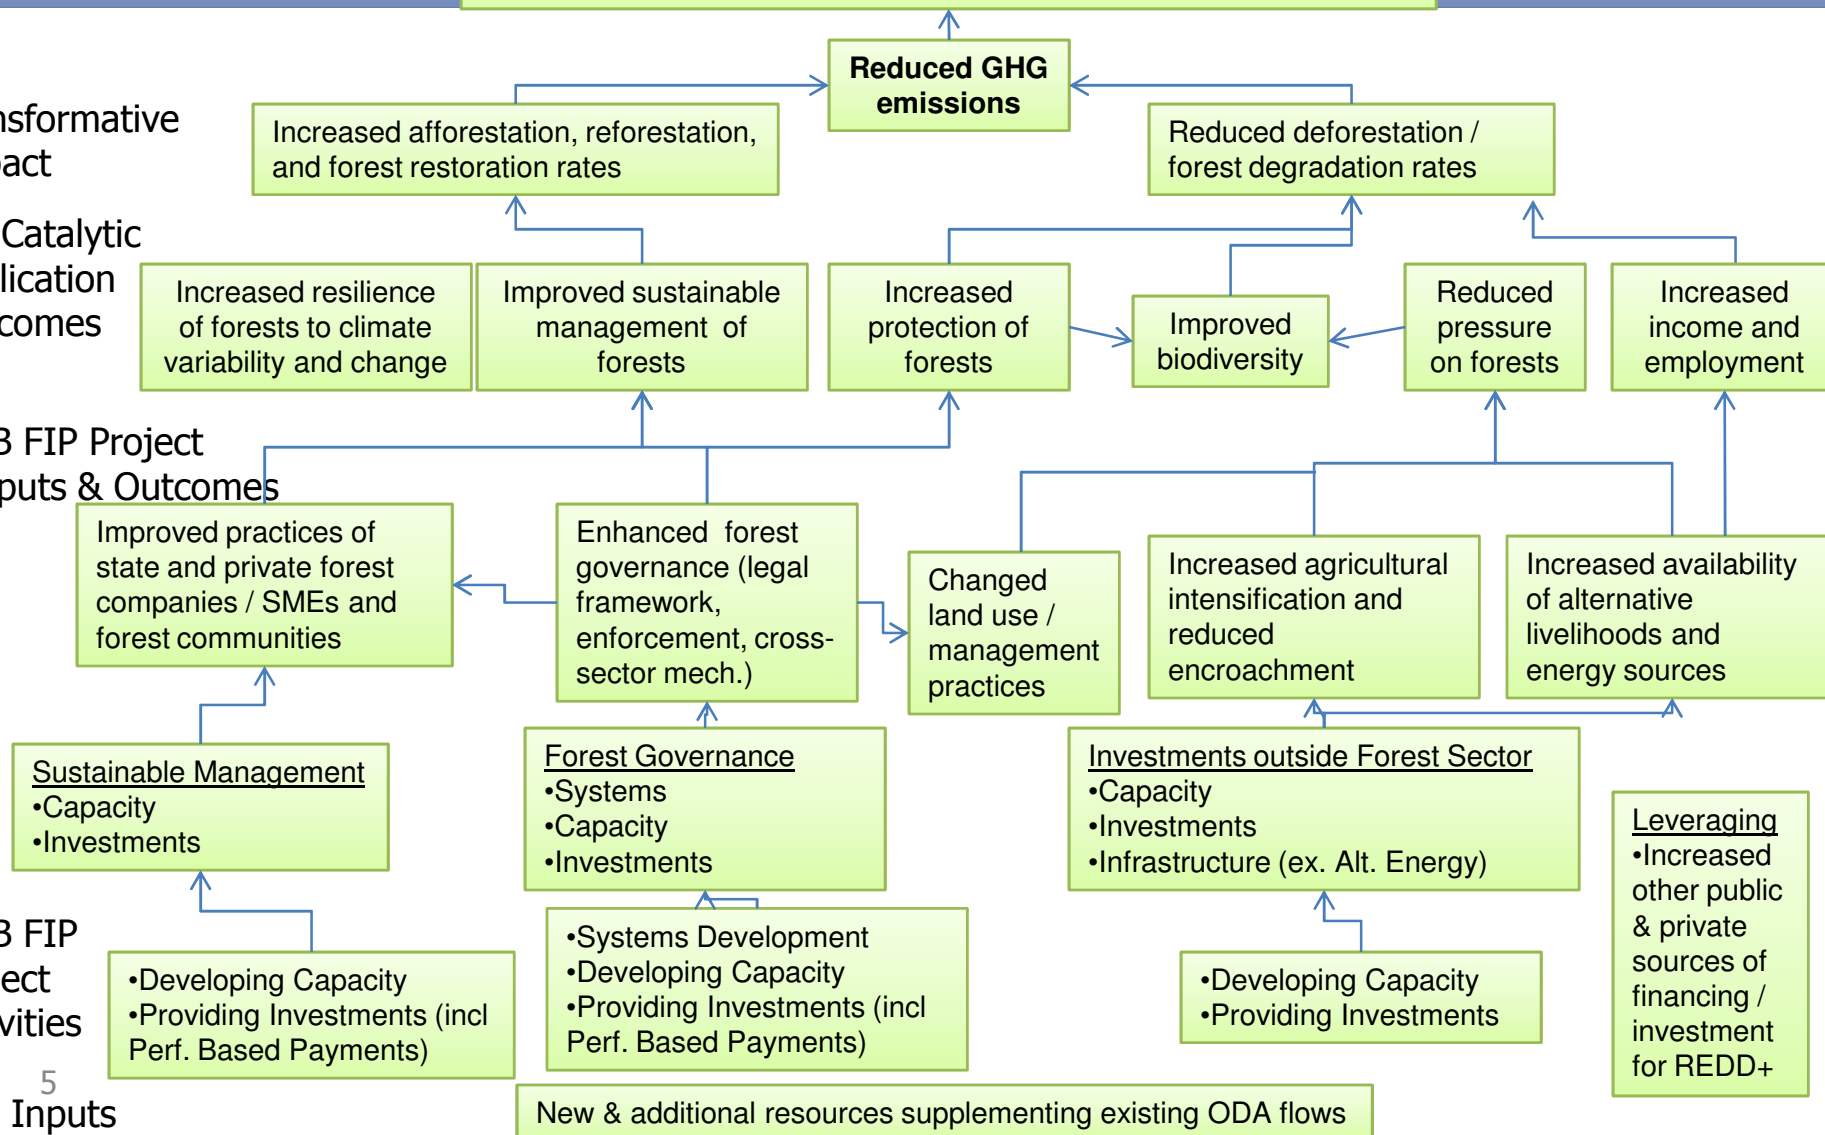 Reduced GHG
emissions
nsformative
pact
Increased afforestation, reforestation,
and forest restoration rates
Reduced deforestation /
forest degradation rates
Catalytic
lication
comes
Increased resilience
of forests to climate
variability and change
Improved sustainable
management of
forests
Increased
protection of
forests
Improved
biodiversity
Reduced
pressure
on forests
Increased
income and
employment
B FIP Project
puts & Outcomes
Improved practices of
state and private forest
companies / SMEs and
forest communities
Enhanced forest
governance (legal
framework,
enforcement, cross-
sector mech.)
Changed
land use /
management
practices
Increased agricultural
intensification and
reduced
encroachment
Increased availability
of alternative
livelihoods and
energy sources
Sustainable Management
•Capacity
•Investments
Forest Governance
•Systems
•Capacity
•Investments
Investments outside Forest Sector
•Capacity
•Investments
•Infrastructure (ex. Alt. Energy)
Leveraging
•Increased
other public
& private
sources of
financing /
investment
for REDD+
B FIP
ect
vities
•Developing Capacity
•Providing Investments (incl
Perf. Based Payments)
•Systems Development
•Developing Capacity
•Providing Investments (incl
Perf. Based Payments)
•Developing Capacity
•Providing Investments
5
Inputs
New & additional resources supplementing existing ODA flows